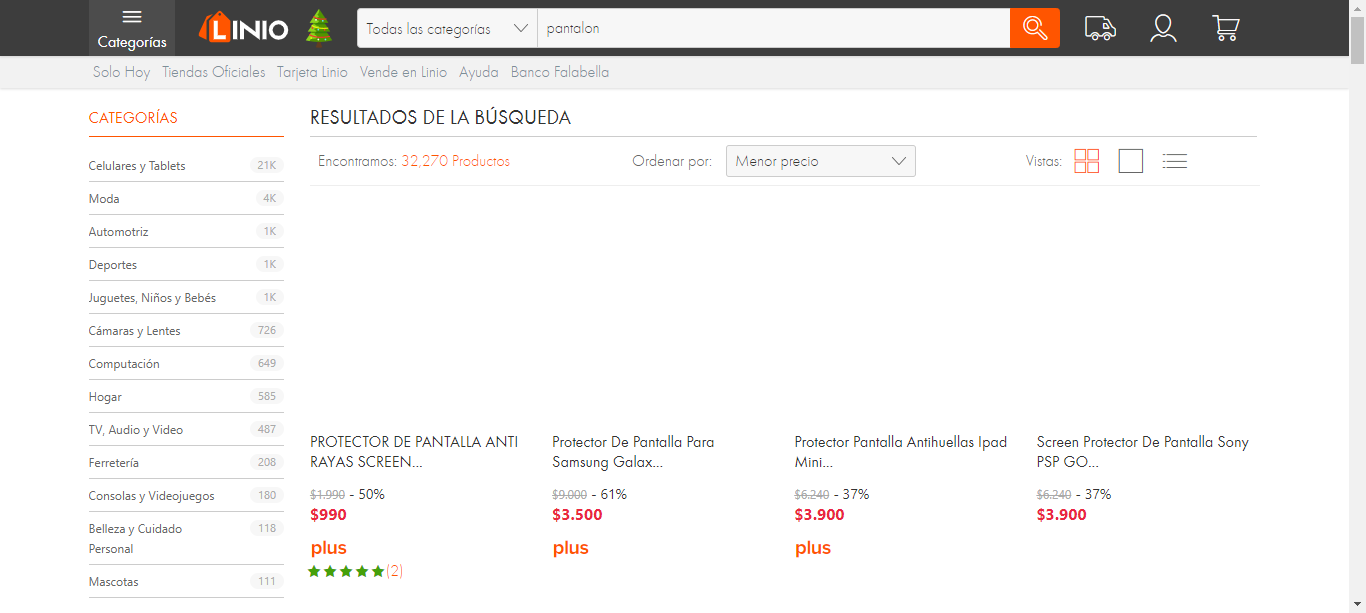 Categorías
LINIO
Todas las categorías
pantalon
Solo Hoy Tiendas Oficiales Tarjeta Linio Vende en Linio Ayuda Banco Falabella
CATEGORÍAS
Celulares y Tablets 21K
Moda 4K
Automotriz 1K
Deportes 1K
Juguetes, Niños y Bebés 1K
Cámaras y Lentes 726
Computación 649
Hogar 585
TV, Audio y Video 487
Ferretería 208
Consolas y Videojuegos 180
Belleza y Cuidado
Personal 118
Mascotas 111
RESULTADOS DE LA BÚSQUEDA
Encontramos: 32,270 Productos
Ordenar por: Menor precio
Vistas:
PROTECTOR DE PANTALLA ANTI
RAYAS SCREEN...
$1.990 - 50%
$990
plus
(2)
Protector De Pantalla Para
Samsung Galax...
$9.000 - 61%
$3.500
plus
Protector Pantalla Antihuellas Ipad
Mini...
$6.240 - 37%
$3.900
plus
Screen Protector De Pantalla Sony
PSP GO...
$6.240 - 37%
$3.900